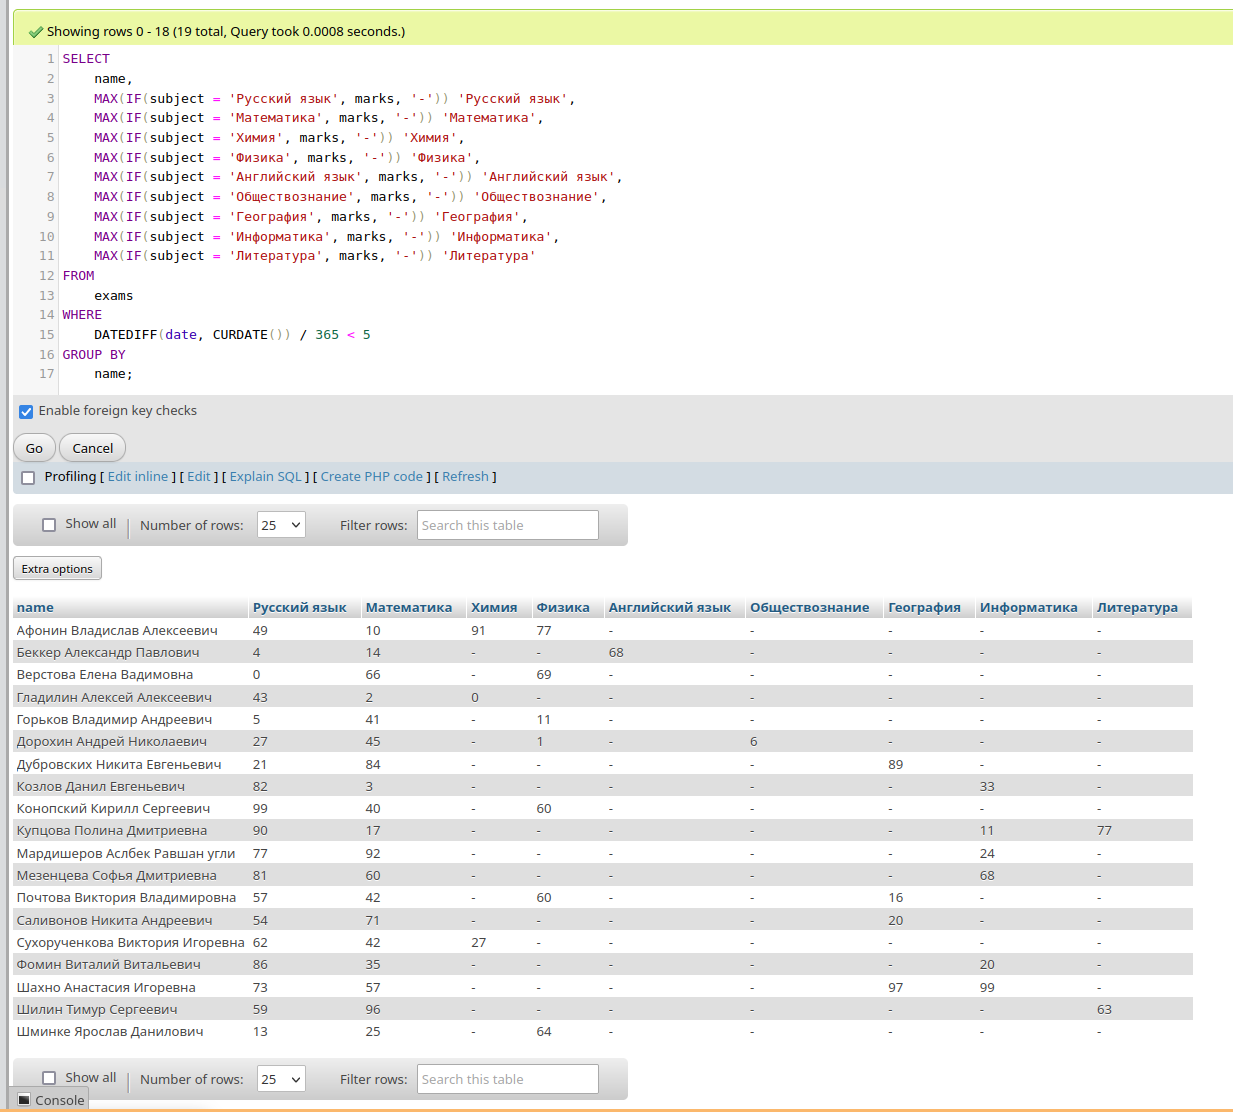 Showing rows 0 - 18 (19 total, Query took 0.0008 seconds.)
1 SELECT
2 name,
3 MAX(IF(subject = 'Русский язык', marks, '-')) 'Русский язык',
4 MAX(IF(subject = 'Математика', marks, '-')) 'Математика',
5 MAX(IF(subject = 'Химия', marks, '-')) 'Химия',
6 MAX(IF(subject = 'Физика', marks, '-')) 'Физика',
7 MAX(IF(subject = 'Английский язык', marks, '-')) 'Английский язык',
8 MAX(IF(subject = 'Обществознание', marks, '-')) 'Обществознание',
9 MAX(IF(subject = 'География', marks, '-')) 'География',
10 MAX(IF(subject = 'Информатика', marks, '-')) 'Информатика',
11 MAX(IF(subject = 'Литература', marks, '-')) 'Литература'
12 FROM
13 exams
14 WHERE
15 DATEDIFF(date, CURDATE()) / 365 < 5
16 GROUP BY
17 name;
Enable foreign key checks
Go Cancel
Profiling [ Edit inline ] [ Edit ] [ Explain SQL ] [ Create PHP code ] [ Refresh ]
Show all Number of rows: 25 Filter rows: Search this table
Extra options
name Русский язык Математика Химия Физика Английский язык Обществознание География Информатика Литература
Афонин Владислав Алексеевич 49 10 91 77 - - - - -
Беккер Александр Павлович 4 14 - - 68 - - - -
Верстова Елена Вадимовна 0 66 - 69 - - - - -
Гладилин Алексей Алексеевич 43 2 0 - - - - - -
Горьков Владимир Андреевич 5 41 - 11 - - - - -
Дорохин Андрей Николаевич 27 45 - 1 - 6 - - -
Дубровских Никита Евгеньевич 21 84 - - - - 89 - -
Козлов Данил Евгеньевич 82 3 - - - - - 33 -
Конопский Кирилл Сергеевич 99 40 - 60 - - - - -
Купцова Полина Дмитриевна 90 17 - - - - - 11 77
Мардишеров Аслбек Равшан угли 77 92 - - - - - 24 -
Мезенцева Софья Дмитриевна 81 60 - - - - - 68 -
Почтова Виктория Владимировна 57 42 - 60 - - 16 - -
Саливонов Никита Андреевич 54 71 - - - - 20 - -
Сухорученкова Виктория Игоревна 62 42 27 - - - - - -
Фомин Виталий Витальевич 86 35 - - - - - 20 -
Шахно Анастасия Игоревна 73 57 - - - - 97 99 -
Шилин Тимур Сергеевич 59 96 - - - - - - 63
Шминке Ярослав Данилович 13 25 - 64 - - - - -
Show all Number of rows: 25 Filter rows: Search this table
Console